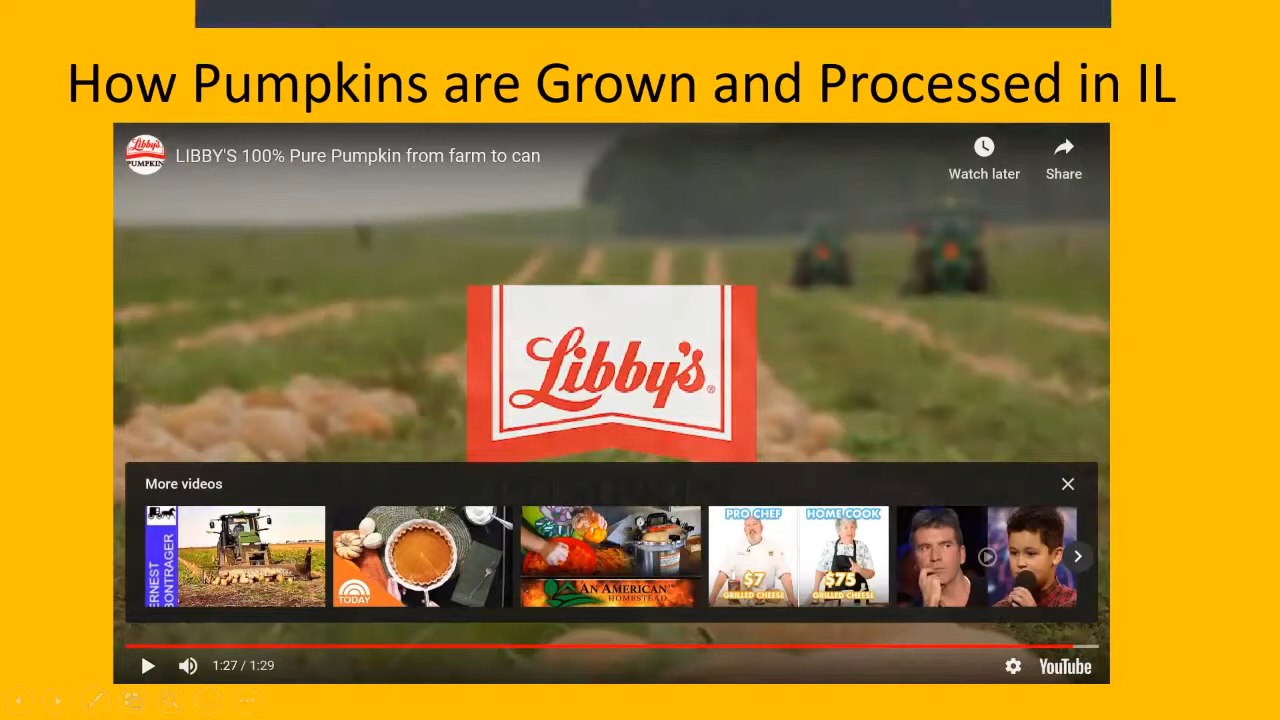 How Pumpkins are Grown and Processed in IL
Libby's
PUMPKIN
LIBBY'S 100% Pure Pumpkin from farm to can
Watch later
Share
Libby's®
More videos
ERNEST
BONTRAGER
TODAY
AN AMERICAN
HOMESTEAD
PRO CHEF
$7
GRILLED CHEESE
HOME COOK
$75
GRILLED CHEESE
1:27 / 1:29
YouTube